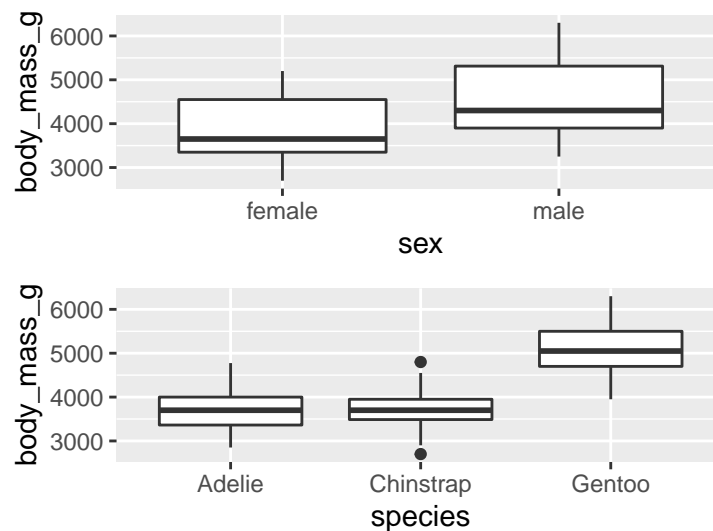 body_mass_g
6000
5000
4000
3000
female male
sex
body_mass_g
6000
5000
4000
3000
Adelie Chinstrap Gentoo
species